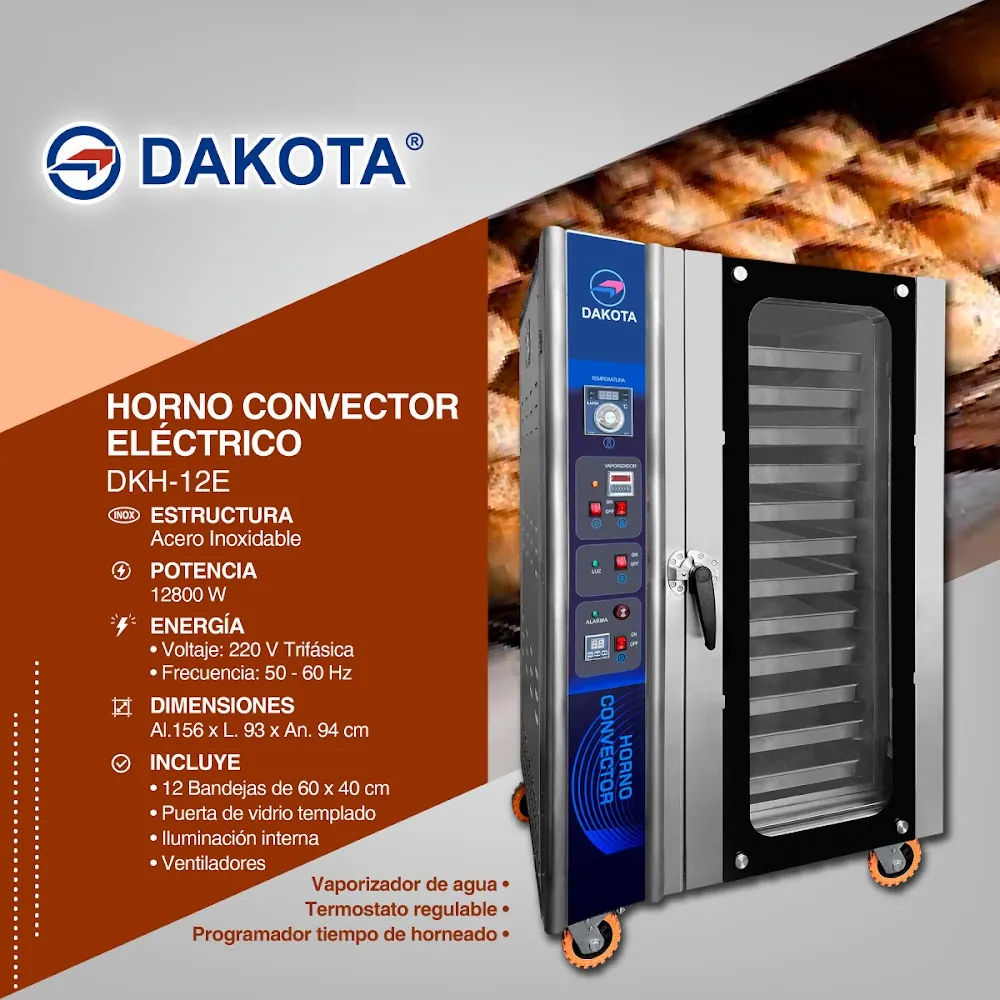 DAKOTA®
HORNO CONVECTOR
ELÉCTRICO
DKH-12E
INOX
ESTRUCTURA
Acero Inoxidable
POTENCIA
12800 W
ENERGÍA
• Voltaje: 220 V Trifásica
• Frecuencia: 50 - 60 Hz
DIMENSIONES
Al.156 x L. 93 x An. 94 cm
INCLUYE
• 12 Bandejas de 60 x 40 cm
• Puerta de vidrio templado
• Iluminación interna
• Ventiladores
Vaporizador de agua •
Termostato regulable •
Programador tiempo de horneado •
DAKOTA
TEMPERATURA
VAPORIZADOR
ON
OFF
LUZ
ON
OFF
ALARMA
ON
OFF
HORNO
CONVECTOR